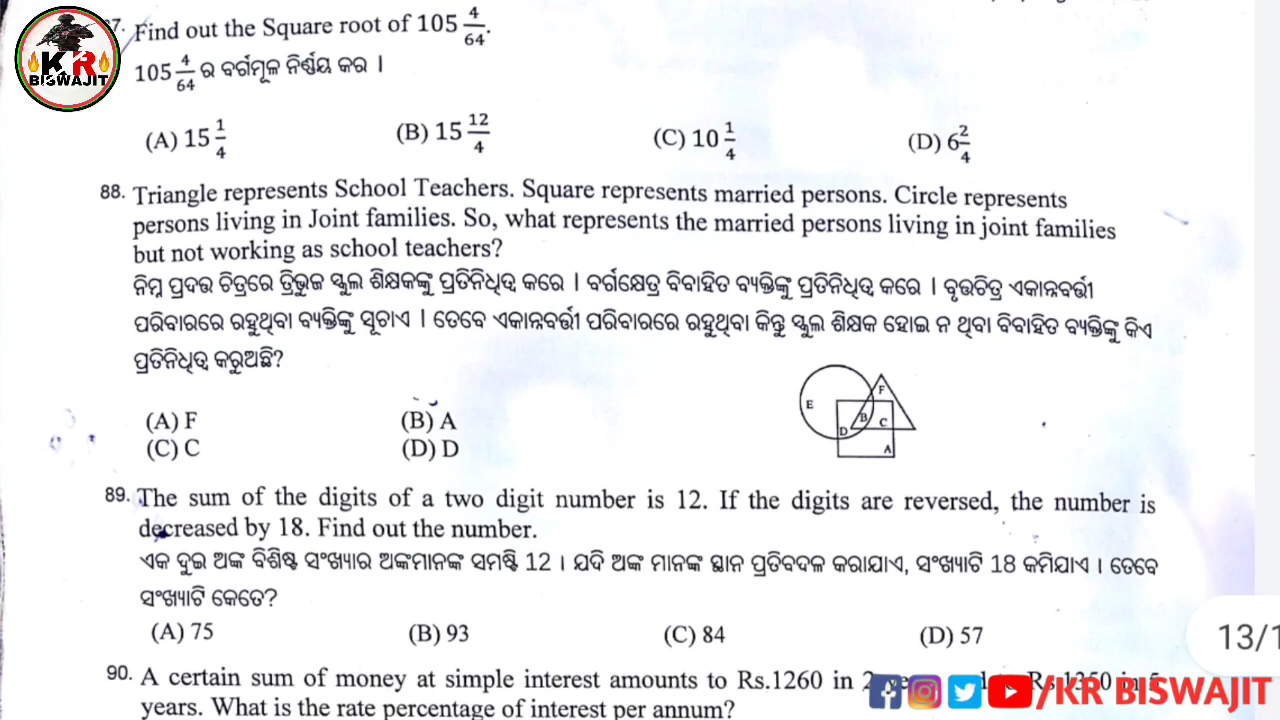 KR
BISWAJIT
7. Find out the Square root of 105 4/64.
105 4/64 ର ବର୍ଗମୂଳ ନିର୍ଣ୍ଣୟ କର ।
(A) 15 1/4 (B) 15 12/4 (C) 10 1/4 (D) 6 2/4
88. Triangle represents School Teachers. Square represents married persons. Circle represents
persons living in Joint families. So, what represents the married persons living in joint families
but not working as school teachers?
ନିମ୍ନ ପ୍ରଦତ୍ତ ଚିତ୍ରରେ ତ୍ରିଭୁଜ ସ୍କୁଲ ଶିକ୍ଷକଙ୍କୁ ପ୍ରତିନିଧିତ୍ୱ କରେ । ବର୍ଗକ୍ଷେତ୍ର ବିବାହିତ ବ୍ୟକ୍ତିଙ୍କୁ ପ୍ରତିନିଧିତ୍ୱ କରେ । ବୃତ୍ତଚିତ୍ର ଏକାନ୍ନବର୍ତ୍ତୀ
ପରିବାରରେ ରହୁଥିବା ବ୍ୟକ୍ତିଙ୍କୁ ସୂଚାଏ । ତେବେ ଏକାନ୍ନବର୍ତ୍ତୀ ପରିବାରରେ ରହୁଥିବା କିନ୍ତୁ ସ୍କୁଲ ଶିକ୍ଷକ ହୋଇ ନ ଥିବା ବିବାହିତ ବ୍ୟକ୍ତିଙ୍କୁ କିଏ
ପ୍ରତିନିଧିତ୍ୱ କରୁଅଛି?
(A) F (B) A
(C) C (D) D
F
E
B C
D
A
89. The sum of the digits of a two digit number is 12. If the digits are reversed, the number is
decreased by 18. Find out the number.
ଏକ ଦୁଇ ଅଙ୍କ ବିଶିଷ୍ଟ ସଂଖ୍ୟାର ଅଙ୍କମାନଙ୍କ ସମଷ୍ଟି 12 । ଯଦି ଅଙ୍କ ମାନଙ୍କ ସ୍ଥାନ ପ୍ରତିବଦଳ କରାଯାଏ, ସଂଖ୍ୟାଟି 18 କମିଯାଏ । ତେବେ
ସଂଖ୍ୟାଟି କେତେ?
(A) 75 (B) 93 (C) 84 (D) 57
13/1
90. A certain sum of money at simple interest amounts to Rs.1260 in 2
years. What is the rate percentage of interest per annum?
/KR BISWAJIT